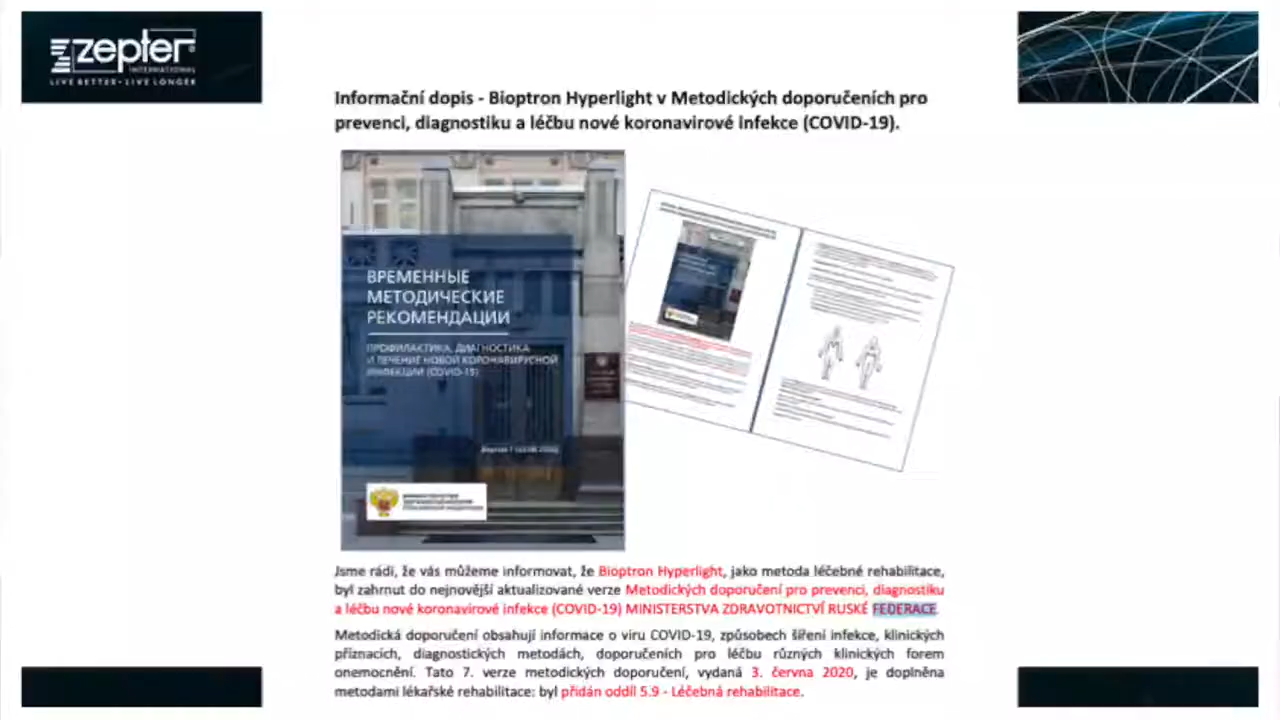 zepter
INTERNATIONAL
LIVE BETTER • LIVE LONGER
Informační dopis - Bioptron Hyperlight v Metodických doporučeních pro
prevenci, diagnostiku a léčbu nové koronavirové infekce (COVID-19).
ВРЕМЕННЫЕ
МЕТОДИЧЕСКИЕ
РЕКОМЕНДАЦИИ
ПРОФИЛАКТИКА, ДИАГНОСТИКА
И ЛЕЧЕНИЕ НОВОЙ КОРОНАВИРУСНОЙ
ИНФЕКЦИИ (COVID-19)
Jsme rádi, že vás můžeme informovat, že Bioptron Hyperlight, jako metoda léčebné rehabilitace,
byl zahrnut do nejnovější aktualizované verze Metodických doporučení pro prevenci, diagnostiku
a léčbu nové koronavirové infekce (COVID-19) MINISTERSTVA ZDRAVOTNICTVÍ RUSKÉ FEDERACE.
Metodická doporučení obsahují informace o viru COVID-19, způsobech šíření infekce, klinických
příznacích, diagnostických metodách, doporučeních pro léčbu různých klinických forem
onemocnění. Tato 7. verze metodických doporučení, vydaná 3. června 2020, je doplněna
metodami lékařské rehabilitace: byl přidán oddíl 5.9 - Léčebná rehabilitace.